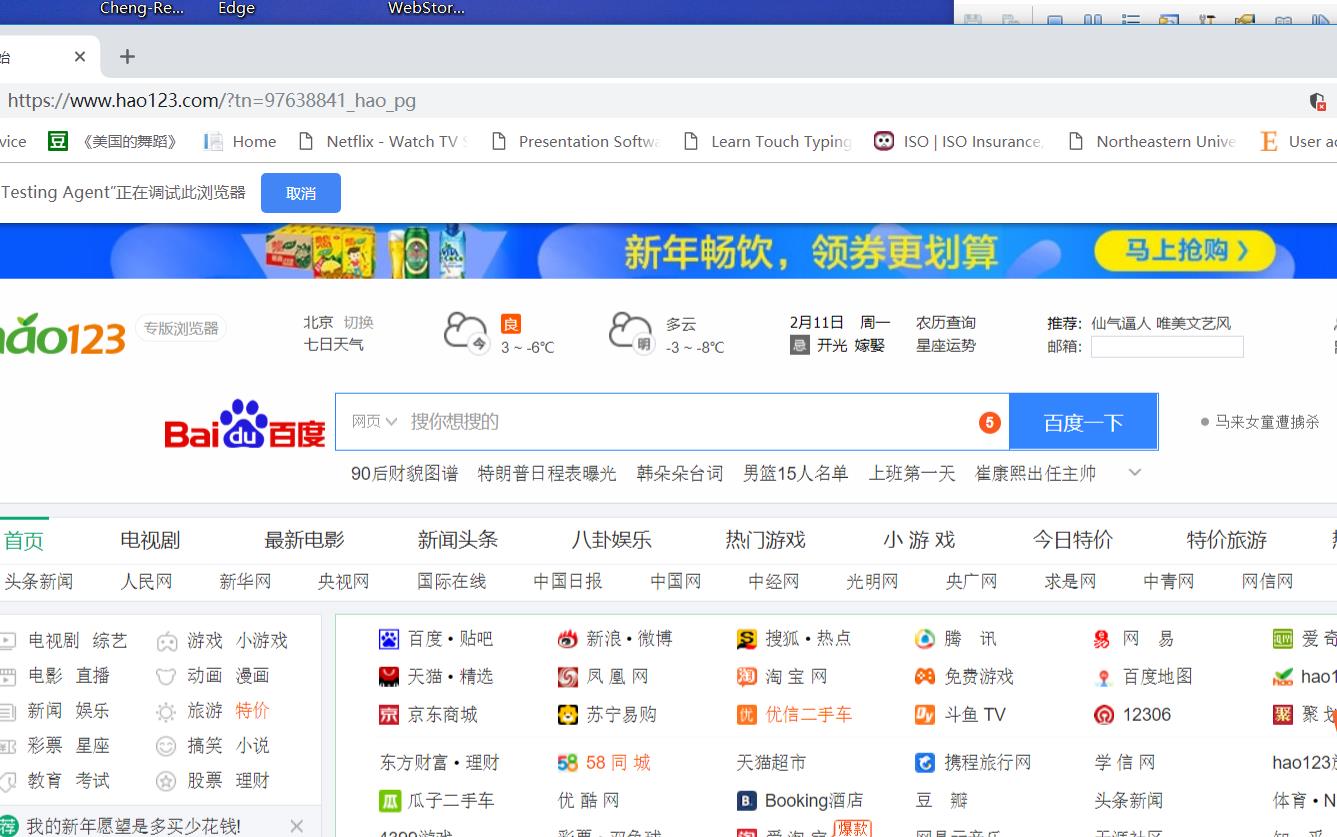 Cheng-Re... Edge WebStor...
始
https://www.hao123.com/?tn=97638841_hao_pg
vice 《美国的舞蹈》 Home Netflix - Watch TV Presentation Softwa Learn Touch Typing ISO | ISO Insurance, Northeastern Unive User ac
Testing Agent"正在调试此浏览器 取消
新年畅饮，领券更划算 马上抢购
hao123 专版浏览器
北京 切换 良 多云 2月11日 周一 农历查询 推荐: 仙气逼人 唯美文艺风
七日天气 今 3 ~ -6℃ 明 -3 ~ -8℃ 忌 开光 嫁娶 星座运势 邮箱:
Bai du 百度 网页 搜你想搜的 5 百度一下 马来女童遭掳杀
90后财貌图谱 特朗普日程表曝光 韩朵朵台词 男篮15人名单 上班第一天 崔康熙出任主帅
首页 电视剧 最新电影 新闻头条 八卦娱乐 热门游戏 小 游 戏 今日特价 特价旅游
头条新闻 人民网 新华网 央视网 国际在线 中国日报 中国网 中经网 光明网 央广网 求是网 中青网 网信网
电视剧 综艺 游戏 小游戏 百度 • 贴吧 新浪 • 微博 搜狐 • 热点 腾 讯 网 易 爱 奇
电影 直播 动画 漫画 天猫 • 精选 凤 凰 网 淘 宝 网 免费游戏 百度地图 hao1
新闻 娱乐 旅游 特价 京东商城 苏宁易购 优信二手车 斗鱼 TV 12306 聚 划
彩票 星座 搞笑 小说 东方财富 • 理财 58 同 城 天猫超市 携程旅行网 学 信 网 hao123
教育 考试 股票 理财 瓜子二手车 优 酷 网 Booking酒店 豆 瓣 头条新闻 体育 • N
我的新年愿望是多买少花钱! 4399游戏 彩票 • 双色球 爱 淘 宝 爆款 网易云音乐 天涯社区 知 乎